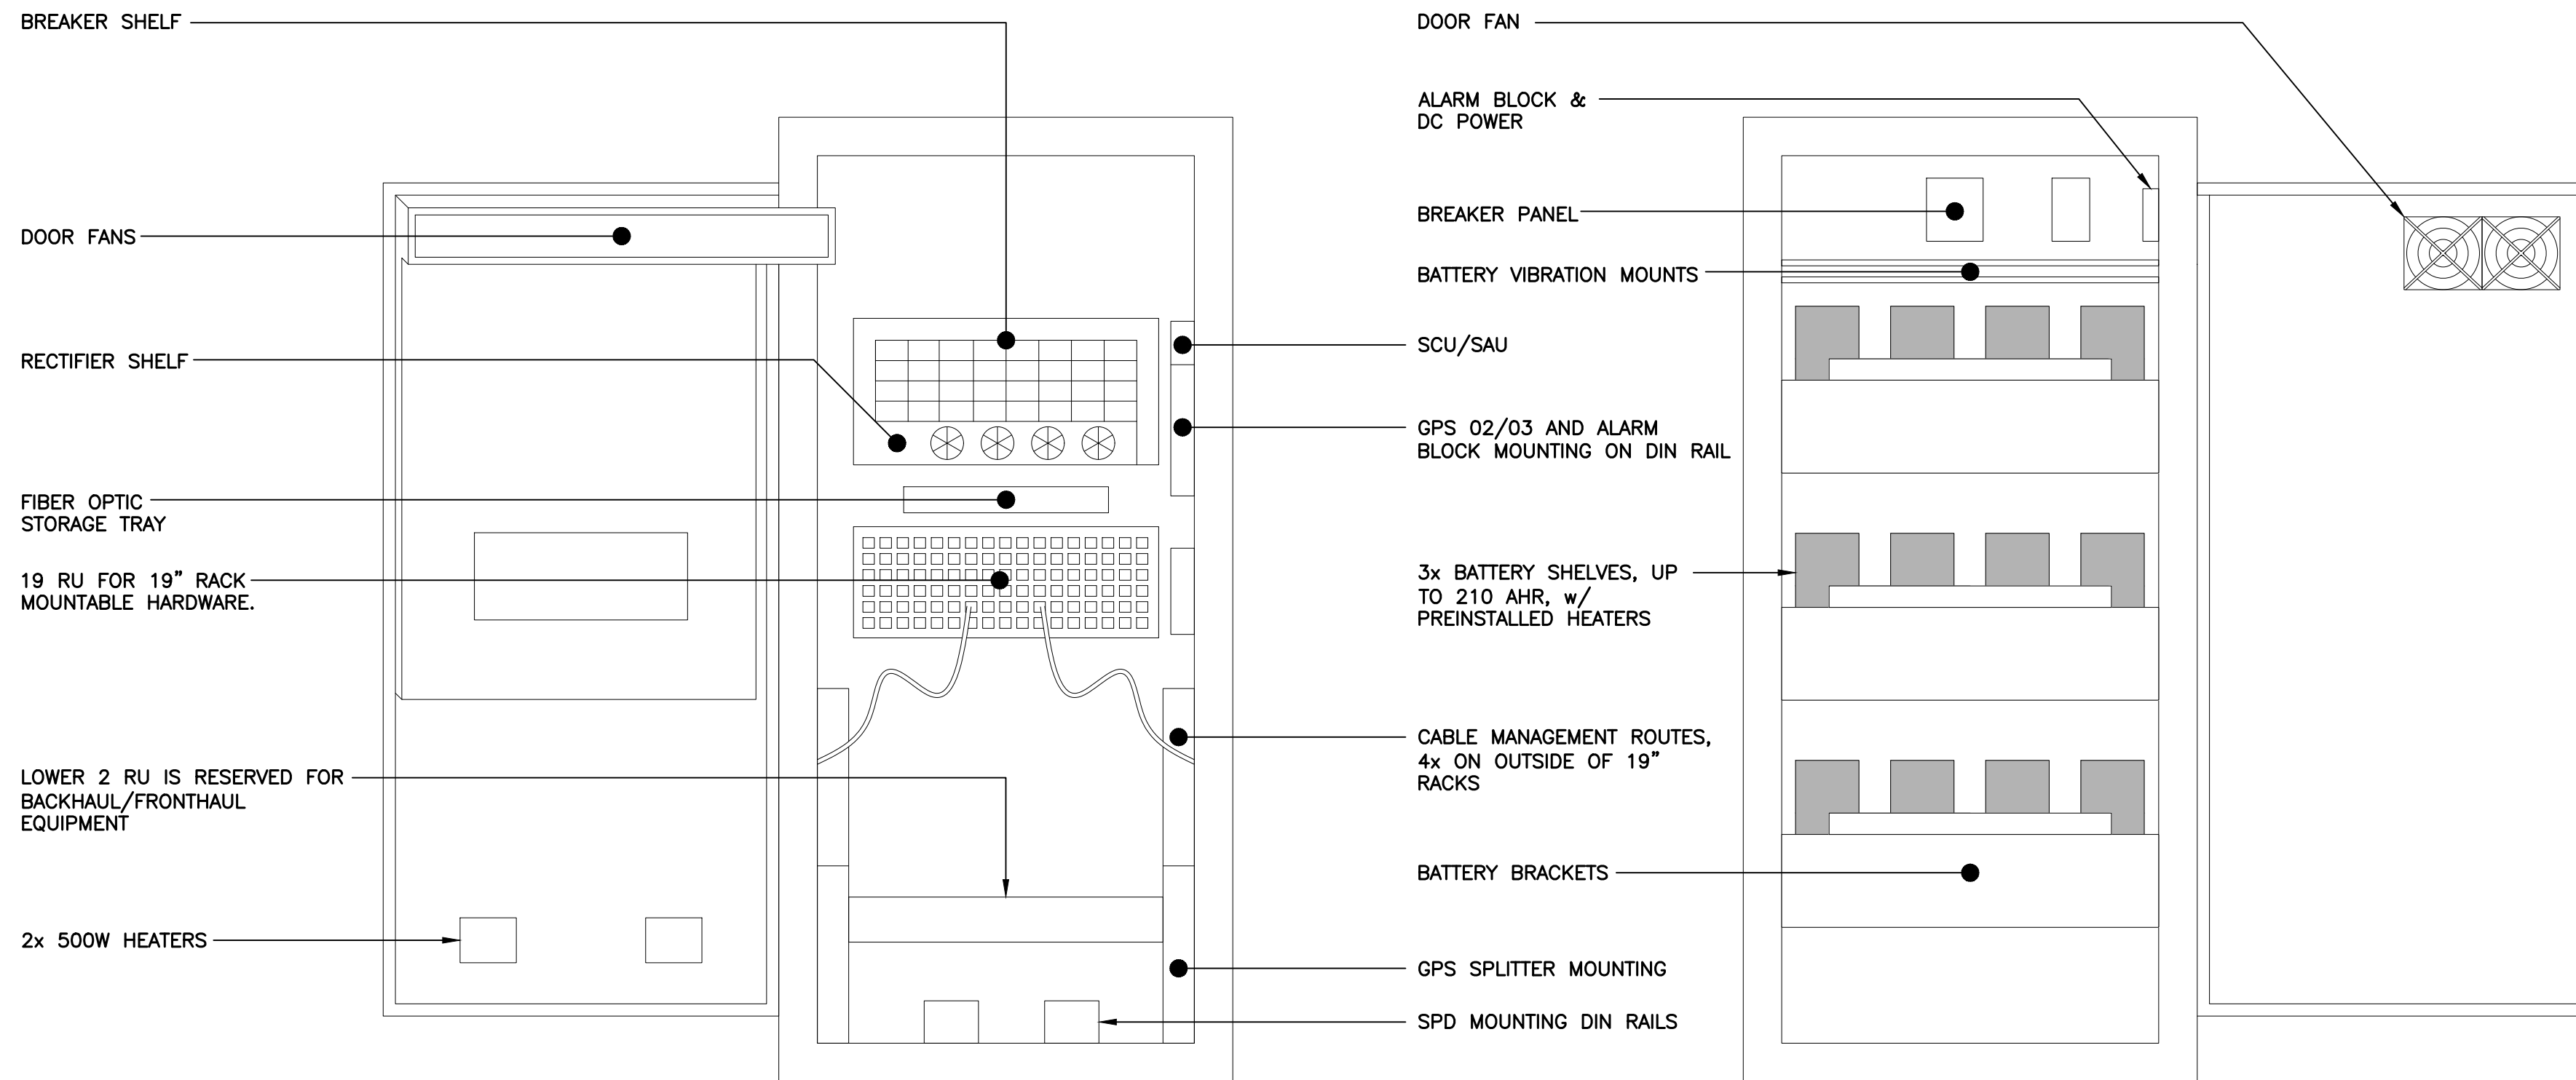 BREAKER SHELF
DOOR FANS
RECTIFIER SHELF
FIBER OPTIC
STORAGE TRAY
19 RU FOR 19” RACK
MOUNTABLE HARDWARE.
LOWER 2 RU IS RESERVED FOR
BACKHAUL/FRONTHAUL
EQUIPMENT
2x 500W HEATERS
DOOR FAN
ALARM BLOCK &
DC POWER
BREAKER PANEL
BATTERY VIBRATION MOUNTS
SCU/SAU
GPS 02/03 AND ALARM
BLOCK MOUNTING ON DIN RAIL
3x BATTERY SHELVES, UP
TO 210 AHR, w/
PREINSTALLED HEATERS
CABLE MANAGEMENT ROUTES,
4x ON OUTSIDE OF 19”
RACKS
BATTERY BRACKETS
GPS SPLITTER MOUNTING
SPD MOUNTING DIN RAILS